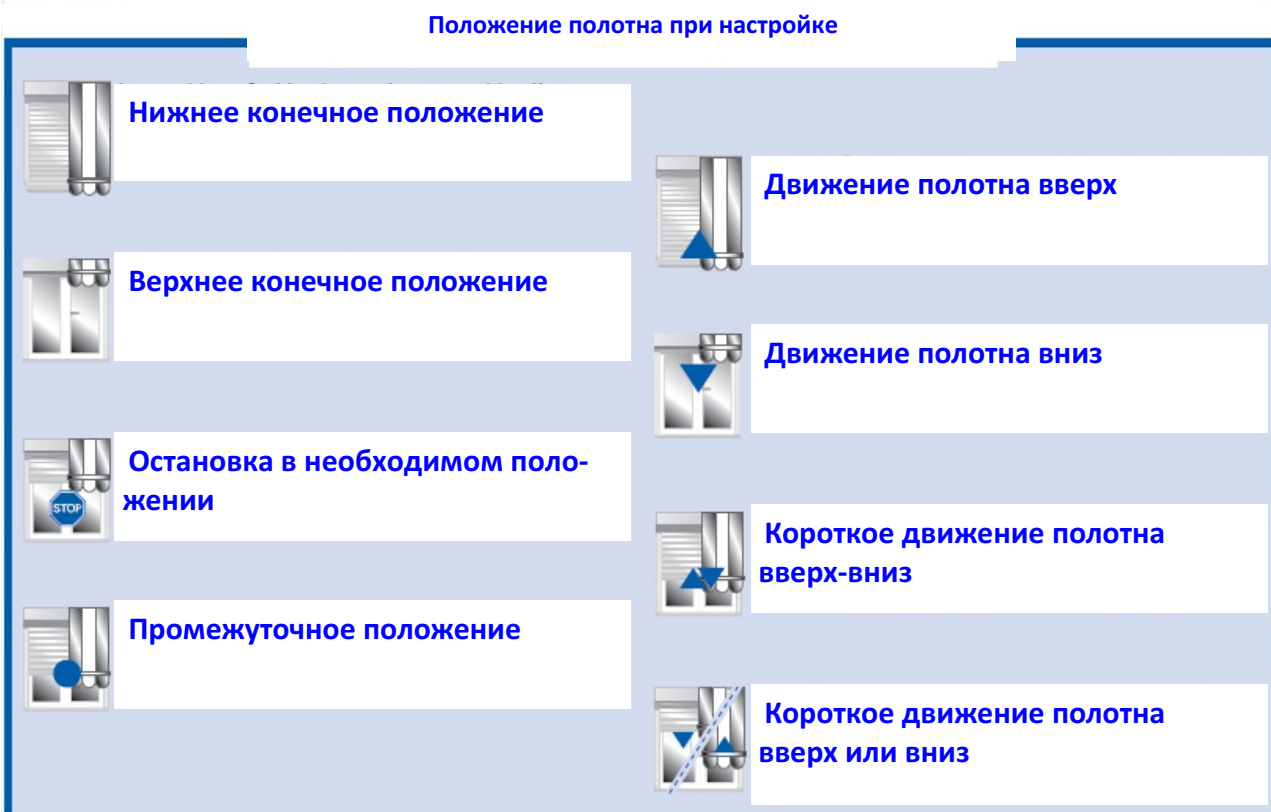 Положение полотна при настройке
Нижнее конечное положение
Верхнее конечное положение
Остановка в необходимом поло-
жении
STOP
Промежуточное положение
Движение полотна вверх
Движение полотна вниз
Короткое движение полотна
вверх-вниз
Короткое движение полотна
вверх или вниз